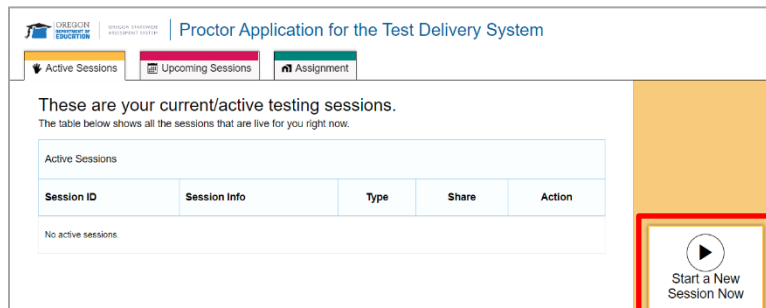 OREGON
DEPARTMENT OF
EDUCATION
OREGON STATEWIDE
ASSESSMENT SYSTEM
Proctor Application for the Test Delivery System
Active Sessions
Upcoming Sessions
Assignment
These are your current/active testing sessions.
The table below shows all the sessions that are live for you right now.
Active Sessions
Session ID Session Info Type Share Action
No active sessions.
Start a New
Session Now